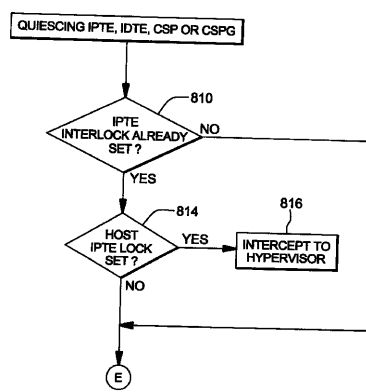 QUIESCING IPTE, IDTE, CSP OR CSPG
810
IPTE
INTERLOCK ALREADY
SET ?
NO
YES
814
816
HOST
IPTE LOCK
SET ?
YES
INTERCEPT TO
HYPERVISOR
NO
E